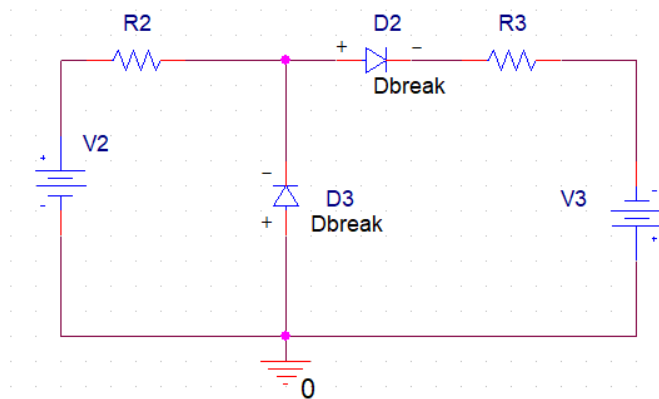 R2
D2
R3
+
-
Dbreak
+
V2
-
-
D3
+
Dbreak
V3
-
+
0